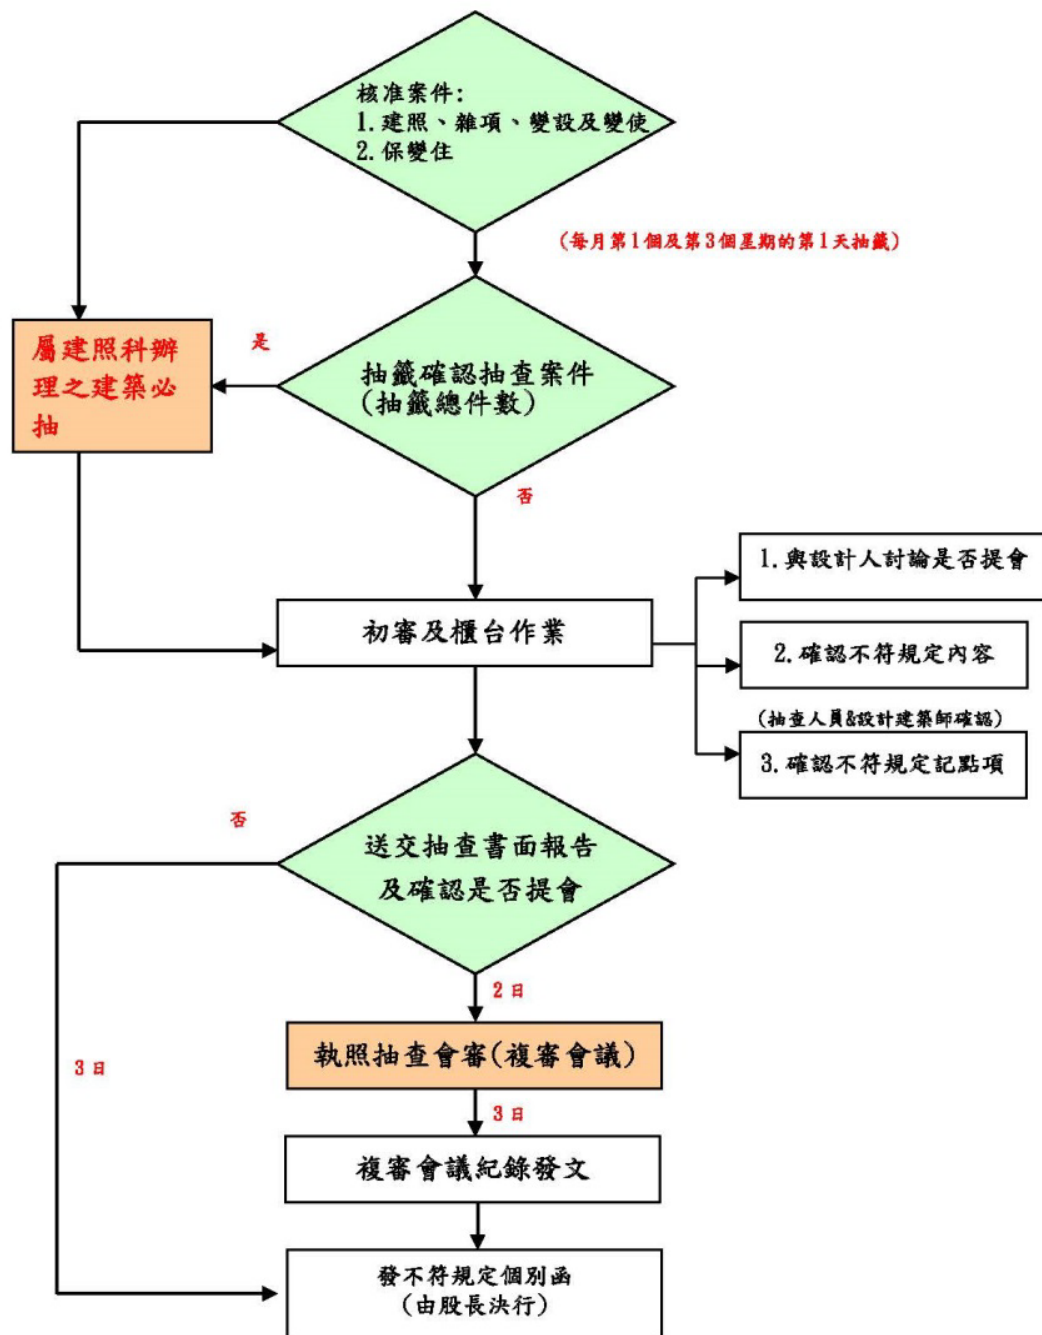 核准案件:
1.建照、雜項、變設及變使
2.保變住
(每月第1個及第3個星期的第1天抽籤)
屬建照科辦
理之建築必
抽
是
抽籤確認抽查案件
(抽籤總件數)
否
初審及櫃台作業
1.與設計人討論是否提會
2.確認不符規定內容
(抽查人員&設計建築師確認)
3.確認不符規定記點項
否
送交抽查書面報告
及確認是否提會
2日
3日
執照抽查會審(複審會議)
3日
複審會議紀錄發文
發不符規定個別函
(由股長決行)